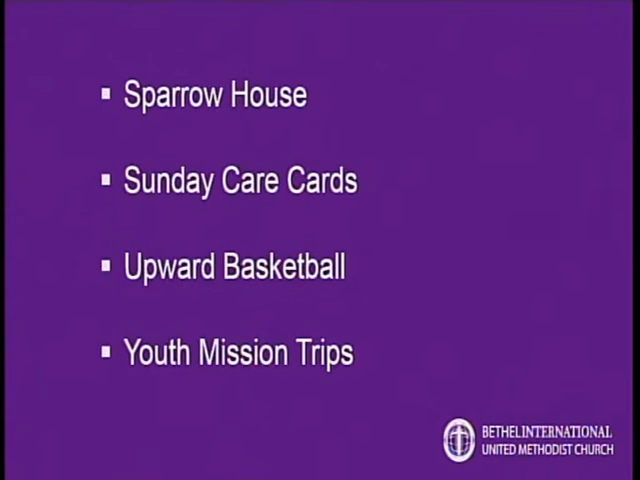 ▪ Sparrow House
▪ Sunday Care Cards
▪ Upward Basketball
▪ Youth Mission Trips
BETHEL INTERNATIONAL
UNITED METHODIST CHURCH